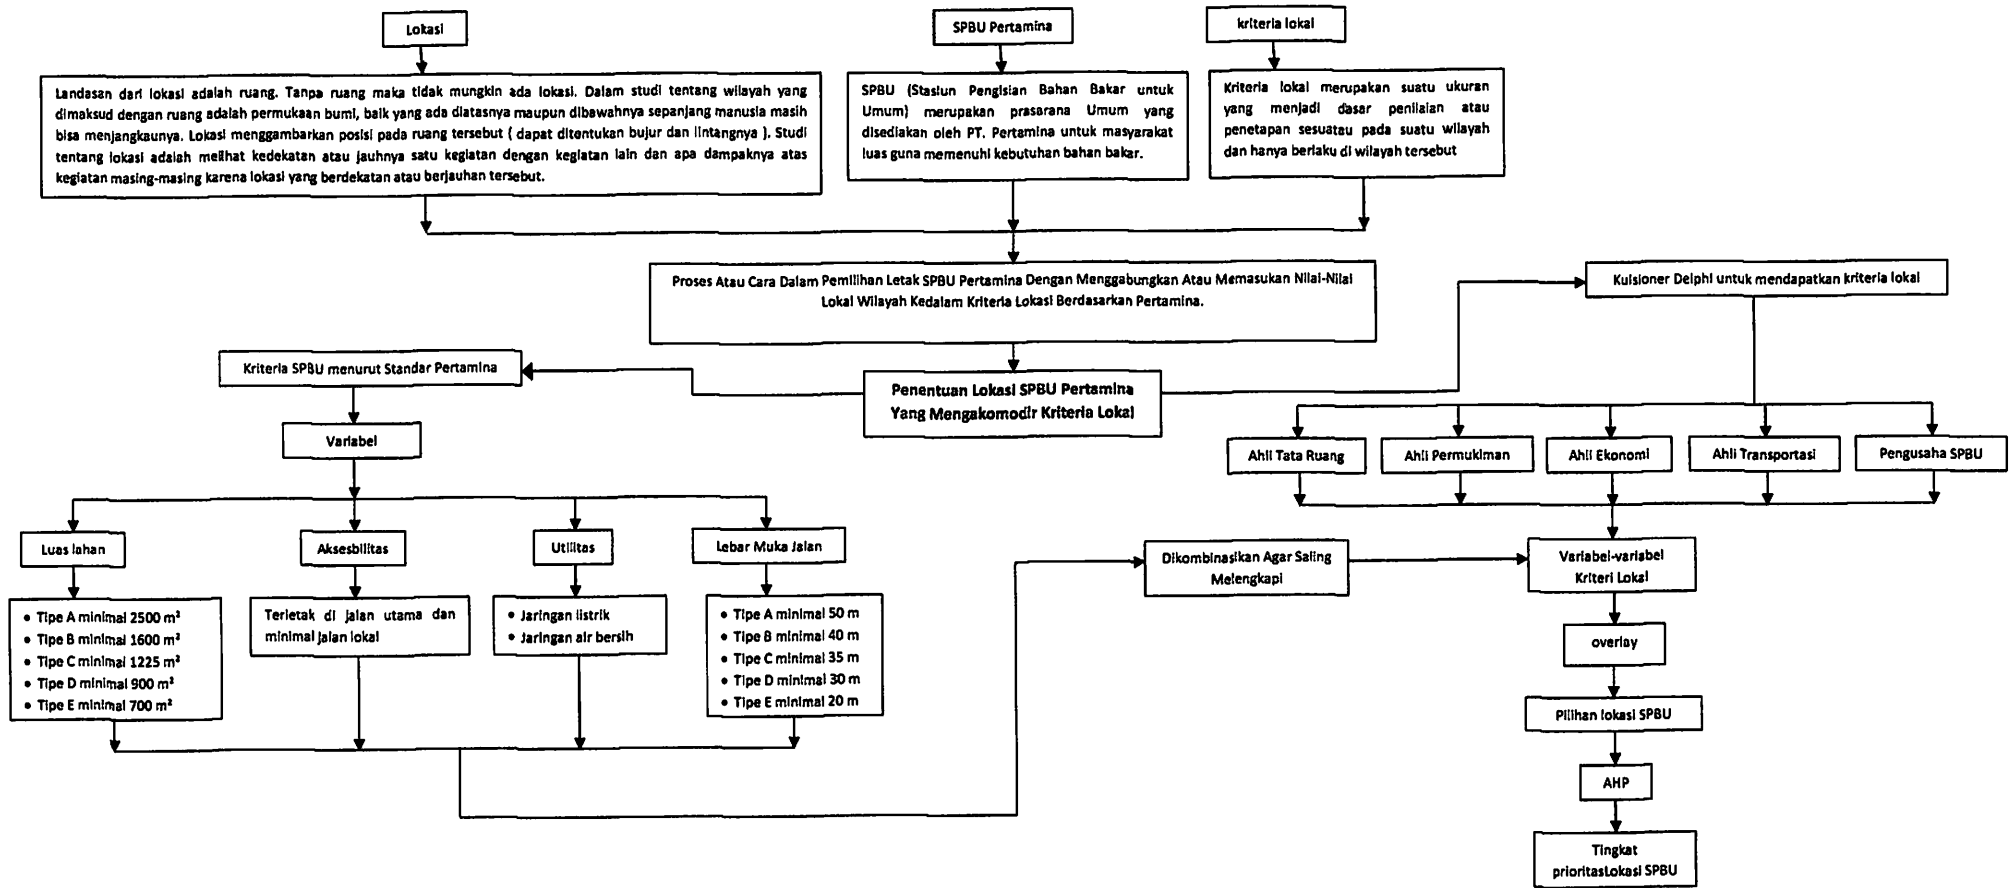 Lokasi
SPBU Pertamina
kriteria lokal
Landasan dari lokasi adalah ruang. Tanpa ruang maka tidak mungkin ada lokasi. Dalam studi tentang wilayah yang
dimaksud dengan ruang adalah permukaan bumi, baik yang ada diatasnya maupun dibawahnya sepanjang manusia masih
bisa menjangkaunya. Lokasi menggambarkan posisi pada ruang tersebut ( dapat ditentukan bujur dan lintangnya ). Studi
tentang lokasi adalah melihat kedekatan atau jauhnya satu kegiatan dengan kegiatan lain dan apa dampaknya atas
kegiatan masing-masing karena lokasi yang berdekatan atau berjauhan tersebut.
SPBU (Stasiun Pengisian Bahan Bakar untuk
Umum) merupakan prasarana Umum yang
disediakan oleh PT. Pertamina untuk masyarakat
luas guna memenuhi kebutuhan bahan bakar.
Kriteria lokal merupakan suatu ukuran
yang menjadi dasar penilaian atau
penetapan sesuatau pada suatu wilayah
dan hanya berlaku di wilayah tersebut
Proses Atau Cara Dalam Pemilihan Letak SPBU Pertamina Dengan Menggabungkan Atau Memasukan Nilai-Nilai
Lokal Wilayah Kedalam Kriteria Lokasi Berdasarkan Pertamina.
Kuisioner Delphi untuk mendapatkan kriteria lokal
Kriteria SPBU menurut Standar Pertamina
Penentuan Lokasi SPBU Pertamina
Yang Mengakomodir Kriteria Lokal
Variabel
Ahli Tata Ruang
Ahli Permukiman
Ahli Ekonomi
Ahli Transportasi
Pengusaha SPBU
Luas lahan
Aksesbilitas
Utilitas
Lebar Muka Jalan
Dikombinasikan Agar Saling
Melengkapi
Variabel-variabel
Kriteri Lokal
• Tipe A minimal 2500 m²
• Tipe B minimal 1600 m²
• Tipe C minimal 1225 m²
• Tipe D minimal 900 m²
• Tipe E minimal 700 m²
Terletak di jalan utama dan
minimal jalan lokal
• Jaringan listrik
• Jaringan air bersih
• Tipe A minimal 50 m
• Tipe B minimal 40 m
• Tipe C minimal 35 m
• Tipe D minimal 30 m
• Tipe E minimal 20 m
overlay
Pilihan lokasi SPBU
AHP
Tingkat
prioritasLokasi SPBU